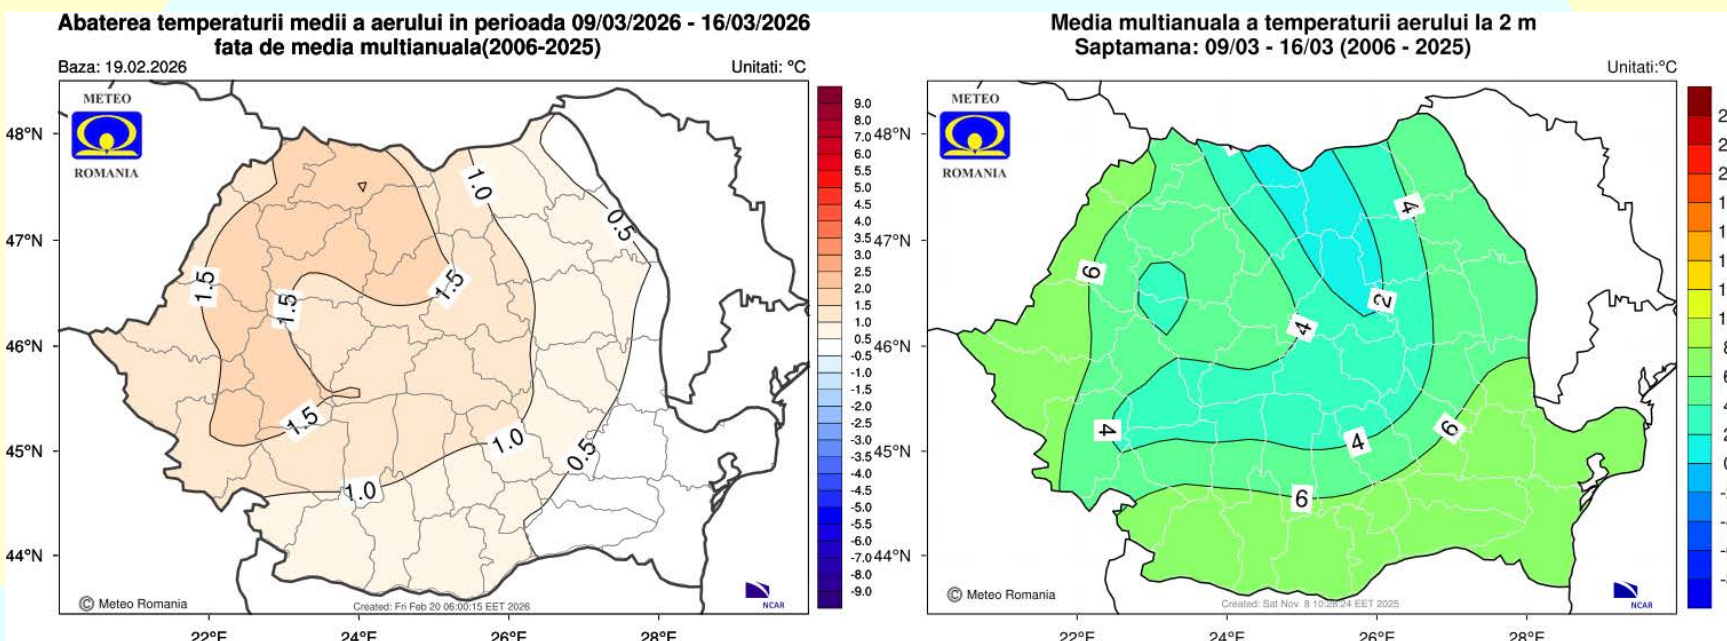 Abaterea temperaturii medii a aerului in perioada 09/03/2026 - 16/03/2026
fata de media multianuala(2006-2025)
Baza: 19.02.2026 Unitati: °C
METEO
ROMANIA
48°N
47°N
46°N
45°N
44°N
1.0
0.5
1.5
1.5
1.5
1.5
1.0
0.5
1.0
9.0
8.0
7.0
6.0
5.5
5.0
4.5
4.0
3.5
3.0
2.5
2.0
1.5
1.0
0.5
-0.5
-1.0
-1.5
-2.0
-2.5
-3.0
-3.5
-4.0
-4.5
-5.0
-5.5
-6.0
-7.0
-8.0
-9.0
© Meteo Romania
Created: Fri Feb 20 06:00:15 EET 2026
NCAR
22°E 24°E 26°E 28°E
Media multianuala a temperaturii aerului la 2 m
Saptamana: 09/03 - 16/03 (2006 - 2025)
Unitati:°C
METEO
ROMANIA
48°N
47°N
46°N
45°N
44°N
4
6
2
4
4
4
6
6
© Meteo Romania
Created: Sat Nov 8 10:28:24 EET 2025
NCAR
22°E 24°E 26°E 28°E